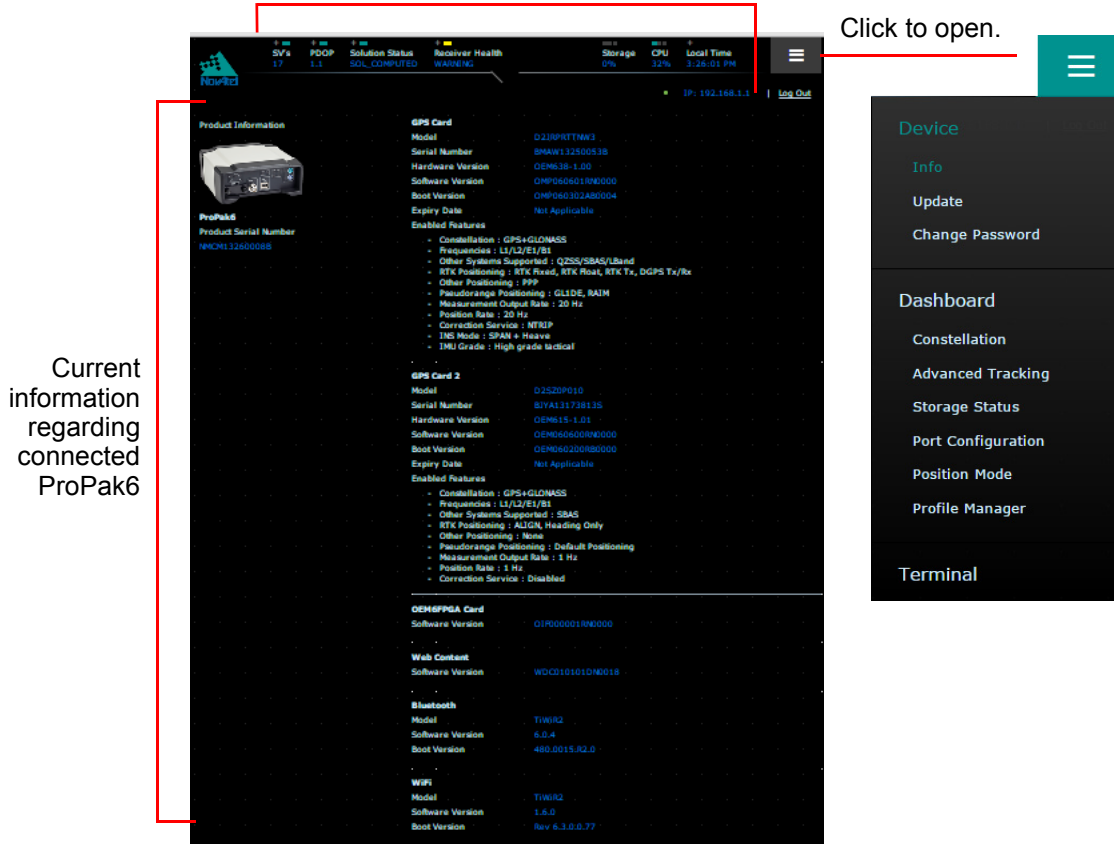 Click to open.
SV's PDOP Solution Status Receiver Health Storage CPU Local Time
17 1.1 SOL_COMPUTED WARNING 0% 32% 3:26:01 PM
NovAtel
IP: 192.168.1.1 | Log Out
Product Information
ProPak6
Product Serial Number
NMCM13260008B
GPS Card
Model D2JRPRTTNW3
Serial Number BMAW13250053B
Hardware Version OEM638-1.00
Software Version OMP060601RN0000
Boot Version OMP060302AB0004
Expiry Date Not Applicable
Enabled Features
- Constellation : GPS+GLONASS
- Frequencies : L1/L2/E1/B1
- Other Systems Supported : QZSS/SBAS/LBand
- RTK Positioning : RTK Fixed, RTK Float, RTK Tx, DGPS Tx/Rx
- Other Positioning : PPP
- Pseudorange Positioning : GLIDE, RAIM
- Measurement Output Rate : 20 Hz
- Position Rate : 20 Hz
- Correction Service : NTRIP
- INS Mode : SPAN + Heave
- IMU Grade : High grade tactical
GPS Card 2
Model D2SZ0P010
Serial Number BJYA13173813S
Hardware Version OEM615-1.01
Software Version OEM060600RN0000
Boot Version OEM060200RB0000
Expiry Date Not Applicable
Enabled Features
- Constellation : GPS+GLONASS
- Frequencies : L1/L2/E1/B1
- Other Systems Supported : SBAS
- RTK Positioning : ALIGN, Heading Only
- Other Positioning : None
- Pseudorange Positioning : Default Positioning
- Measurement Output Rate : 1 Hz
- Position Rate : 1 Hz
- Correction Service : Disabled
OEM6FPGA Card
Software Version OIF000001RN0000
Web Content
Software Version WDC010101DN0018
Bluetooth
Model TiWiR2
Software Version 6.0.4
Boot Version 480.0015.R2.0
WiFi
Model TiWiR2
Software Version 1.6.0
Boot Version Rev 6.3.0.0.77
Current
information
regarding
connected
ProPak6
Device
Info
Update
Change Password
Dashboard
Constellation
Advanced Tracking
Storage Status
Port Configuration
Position Mode
Profile Manager
Terminal